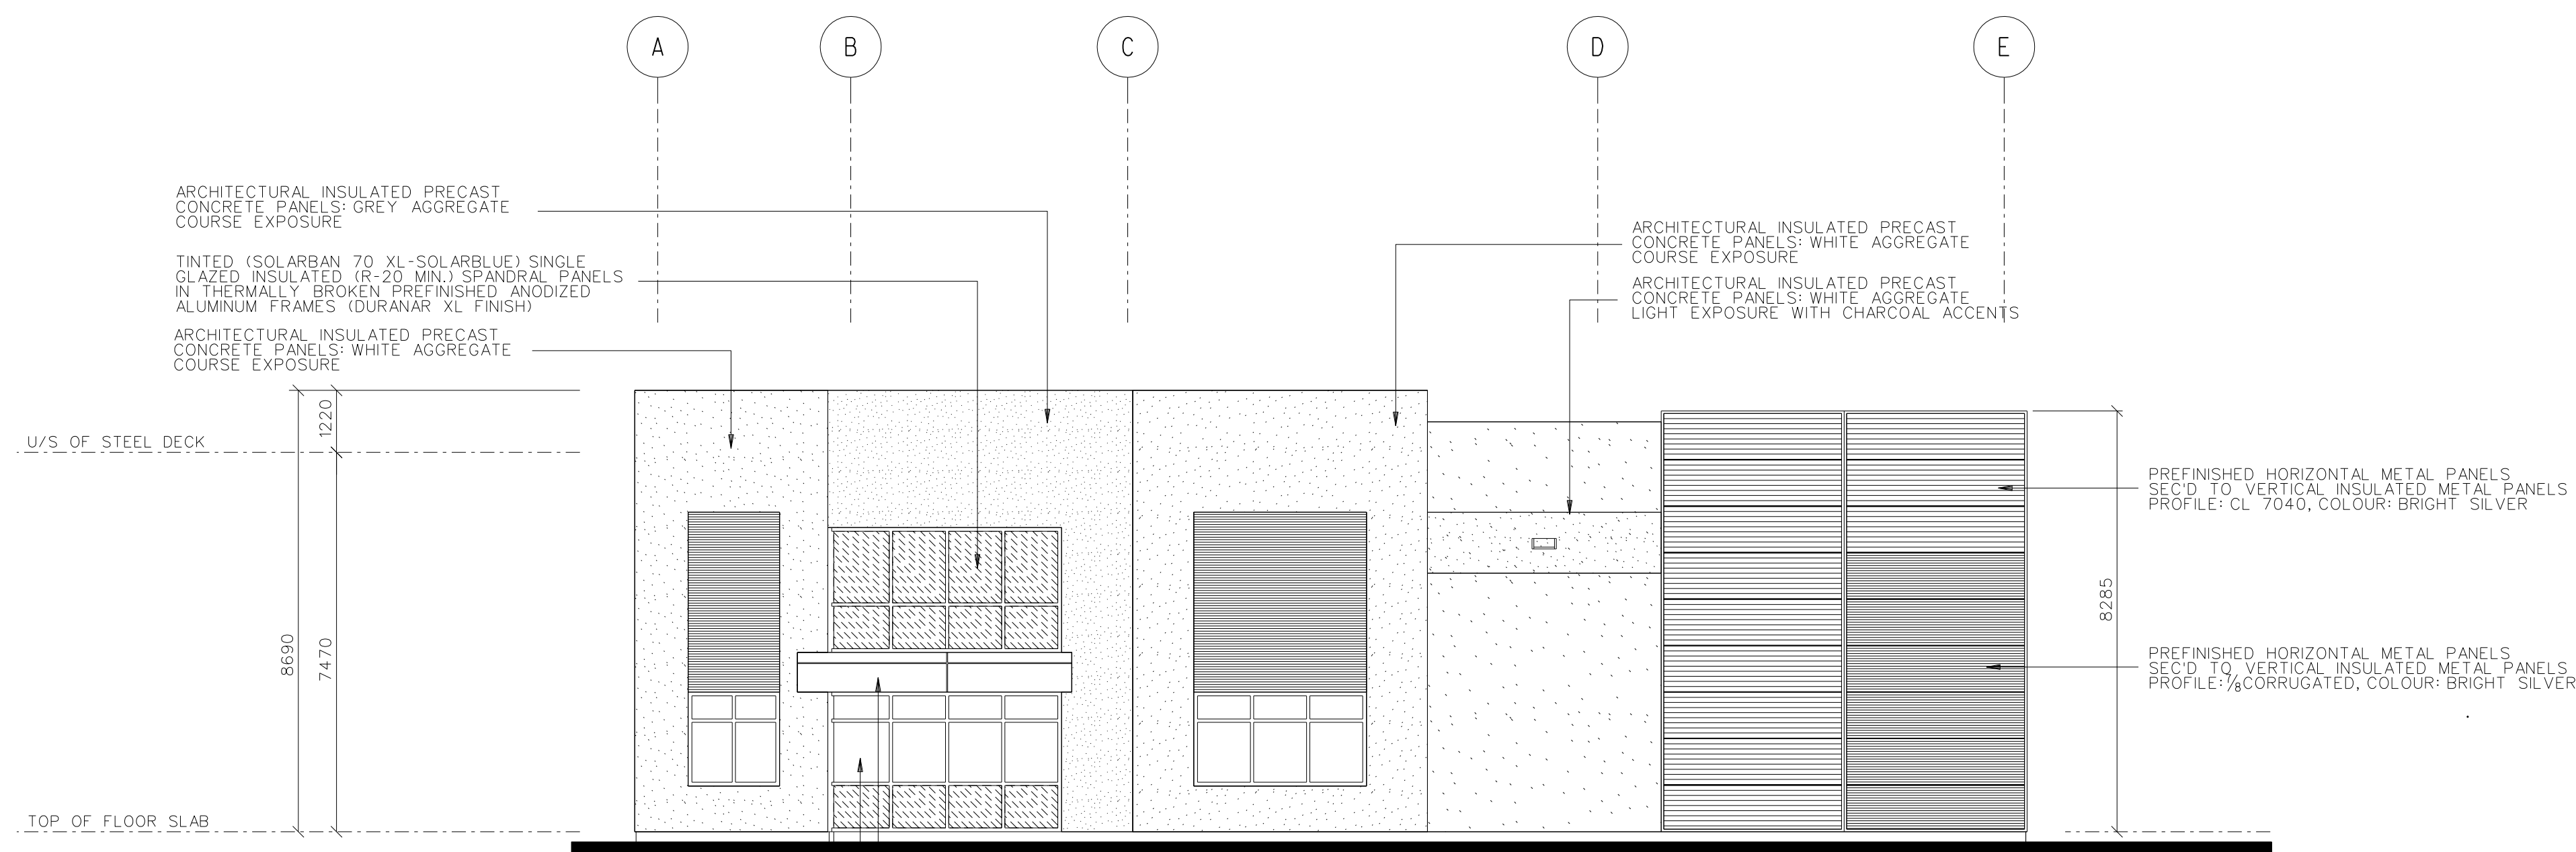 A
B
C
D
E
ARCHITECTURAL INSULATED PRECAST
CONCRETE PANELS: GREY AGGREGATE
COURSE EXPOSURE
TINTED (SOLARBAN 70 XL-SOLARBLUE) SINGLE
GLAZED INSULATED (R-20 MIN.) SPANDRAL PANELS
IN THERMALLY BROKEN PREFINISHED ANODIZED
ALUMINUM FRAMES (DURANAR XL FINISH)
ARCHITECTURAL INSULATED PRECAST
CONCRETE PANELS: WHITE AGGREGATE
COURSE EXPOSURE
ARCHITECTURAL INSULATED PRECAST
CONCRETE PANELS: WHITE AGGREGATE
COURSE EXPOSURE
ARCHITECTURAL INSULATED PRECAST
CONCRETE PANELS: WHITE AGGREGATE
LIGHT EXPOSURE WITH CHARCOAL ACCENTS
1220
U/S OF STEEL DECK
8690
7470
TOP OF FLOOR SLAB
8285
PREFINISHED HORIZONTAL METAL PANELS
SEC'D TO VERTICAL INSULATED METAL PANELS
PROFILE: CL 7040, COLOUR: BRIGHT SILVER
PREFINISHED HORIZONTAL METAL PANELS
SEC'D TO VERTICAL INSULATED METAL PANELS
PROFILE: 7/8 CORRUGATED, COLOUR: BRIGHT SILVER